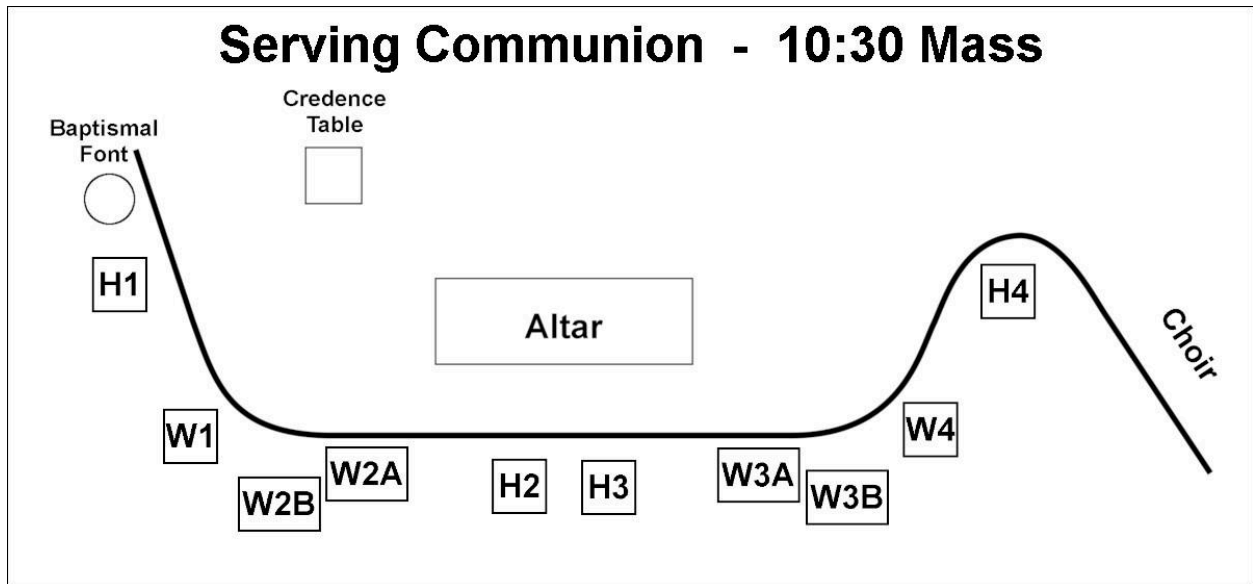 Serving Communion - 10:30 Mass
Credence
Table
Baptismal
Font
H1
Altar
H4
Choir
W1
W4
W2A
H2
H3
W3A
W2B
W3B